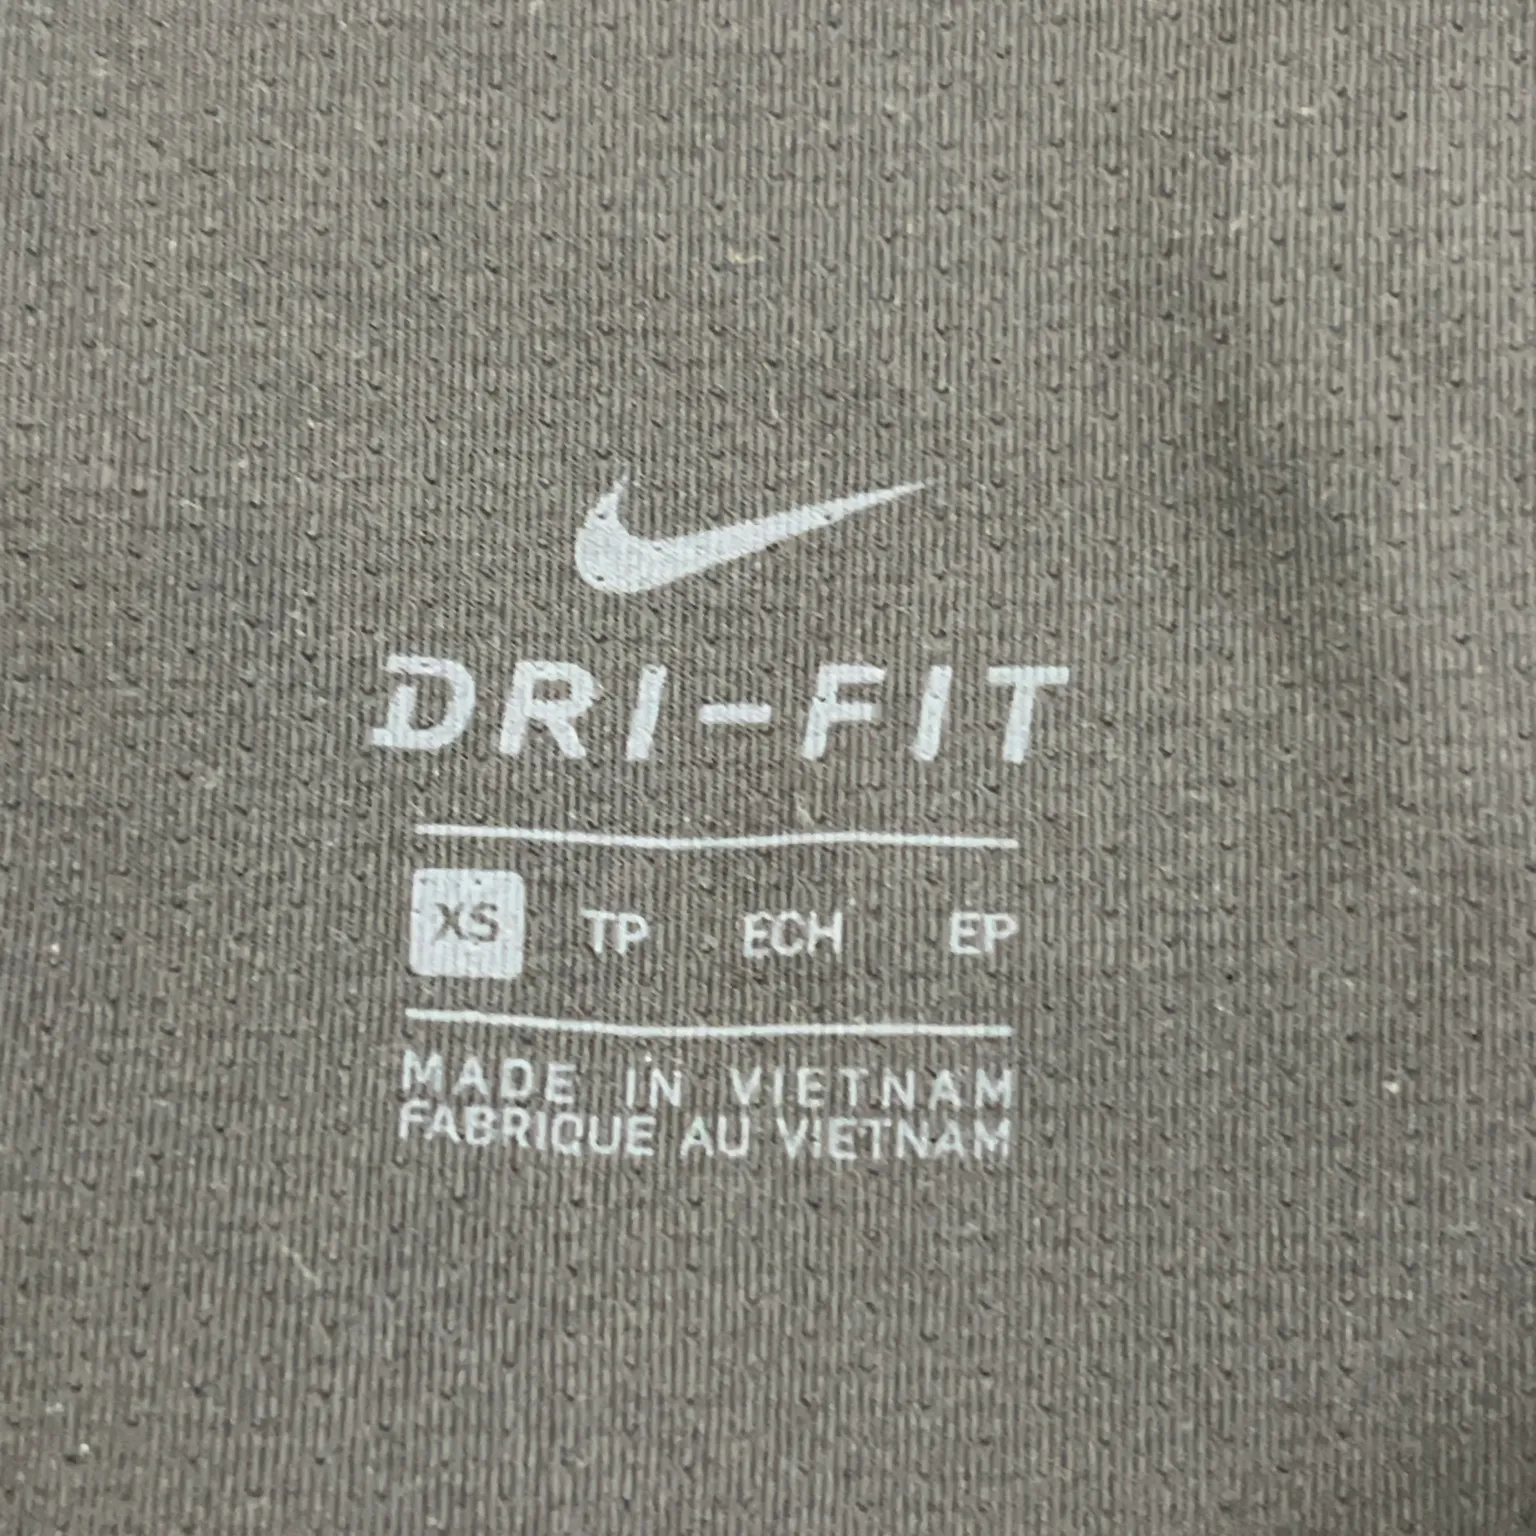 DRI-FIT
XS TP ECH EP
MADE IN VIETNAM
FABRIQUE AU VIETNAM